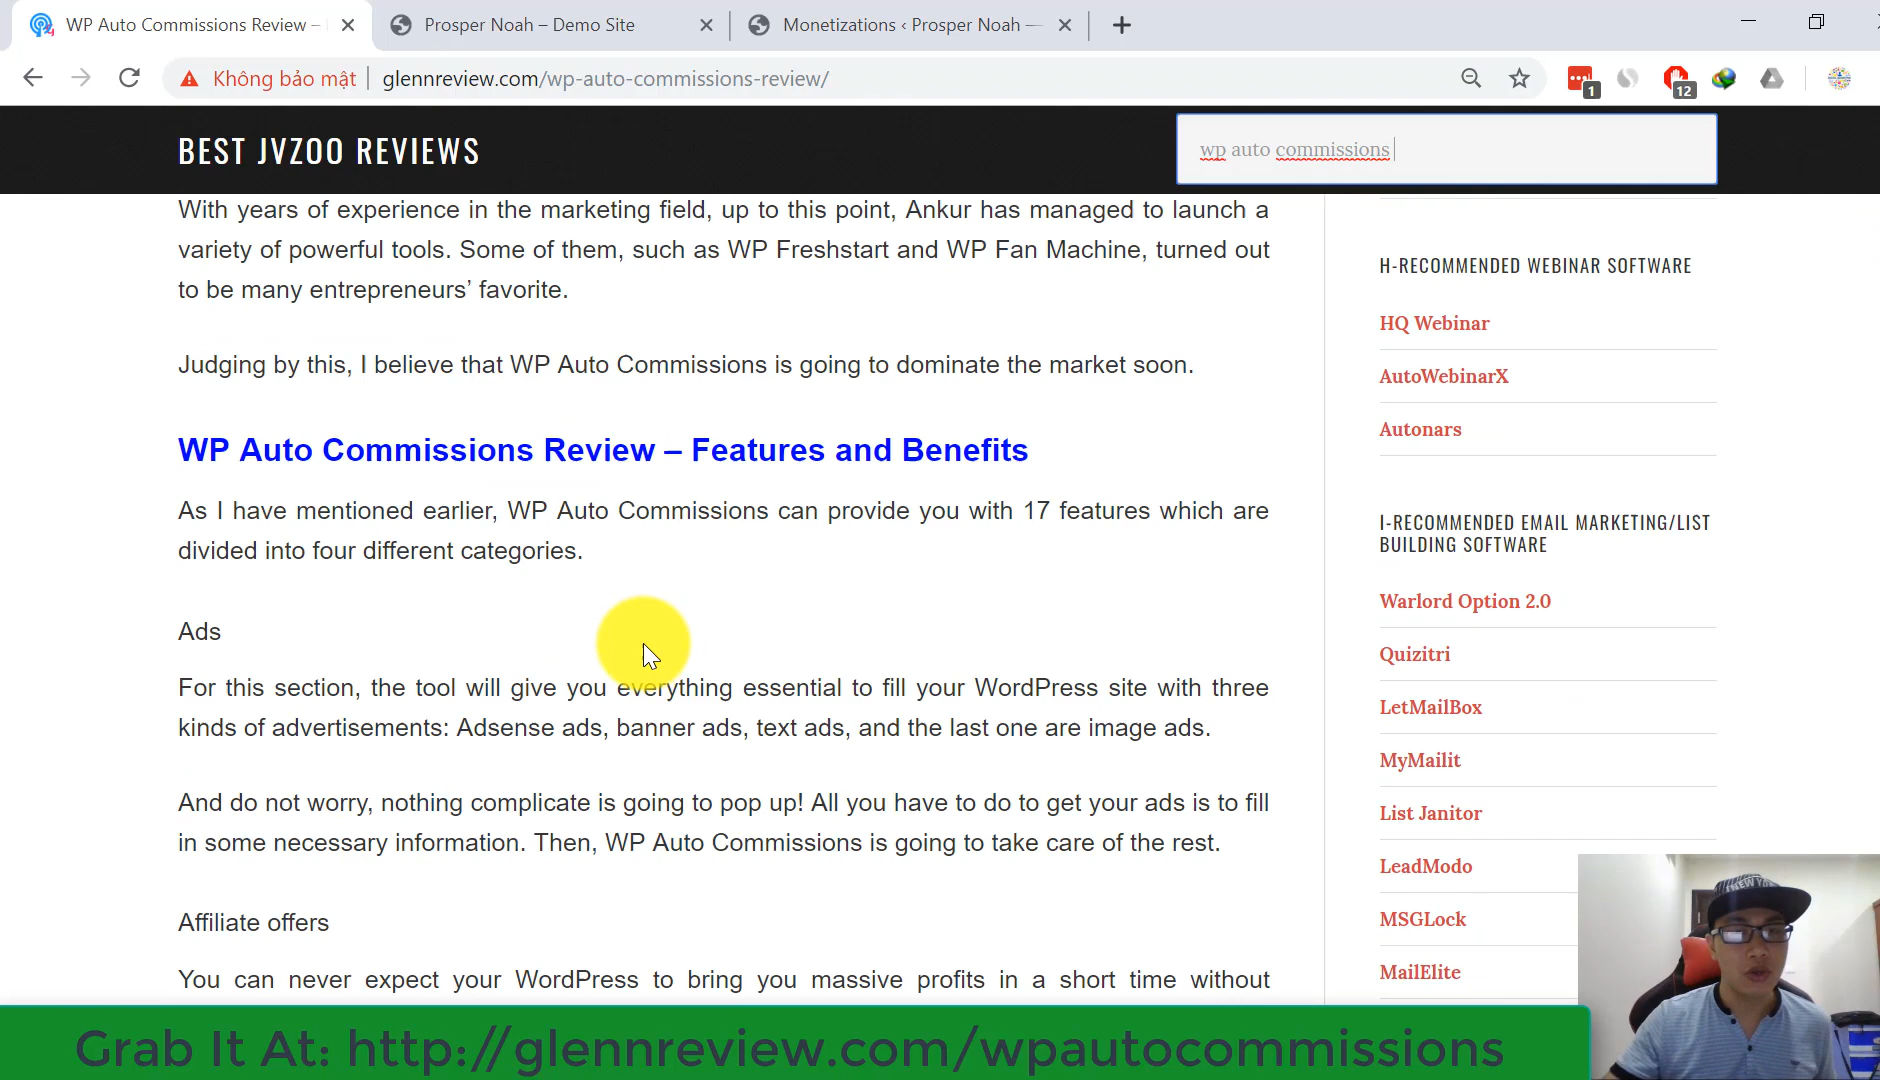 WP Auto Commissions Review –
Prosper Noah – Demo Site
Monetizations ‹ Prosper Noah —
Không bảo mật
glennreview.com/wp-auto-commissions-review/
1
12
BEST JVZOO REVIEWS
wp auto commissions
With years of experience in the marketing field, up to this point, Ankur has managed to launch a
variety of powerful tools. Some of them, such as WP Freshstart and WP Fan Machine, turned out
to be many entrepreneurs’ favorite.
Judging by this, I believe that WP Auto Commissions is going to dominate the market soon.
WP Auto Commissions Review – Features and Benefits
As I have mentioned earlier, WP Auto Commissions can provide you with 17 features which are
divided into four different categories.
Ads
For this section, the tool will give you everything essential to fill your WordPress site with three
kinds of advertisements: Adsense ads, banner ads, text ads, and the last one are image ads.
And do not worry, nothing complicate is going to pop up! All you have to do to get your ads is to fill
in some necessary information. Then, WP Auto Commissions is going to take care of the rest.
Affiliate offers
You can never expect your WordPress to bring you massive profits in a short time without
H-RECOMMENDED WEBINAR SOFTWARE
HQ Webinar
AutoWebinarX
Autonars
I-RECOMMENDED EMAIL MARKETING/LIST
BUILDING SOFTWARE
Warlord Option 2.0
Quizitri
LetMailBox
MyMailit
List Janitor
LeadModo
MSGLock
MailElite
Grab It At: http://glennreview.com/wpautocommissions